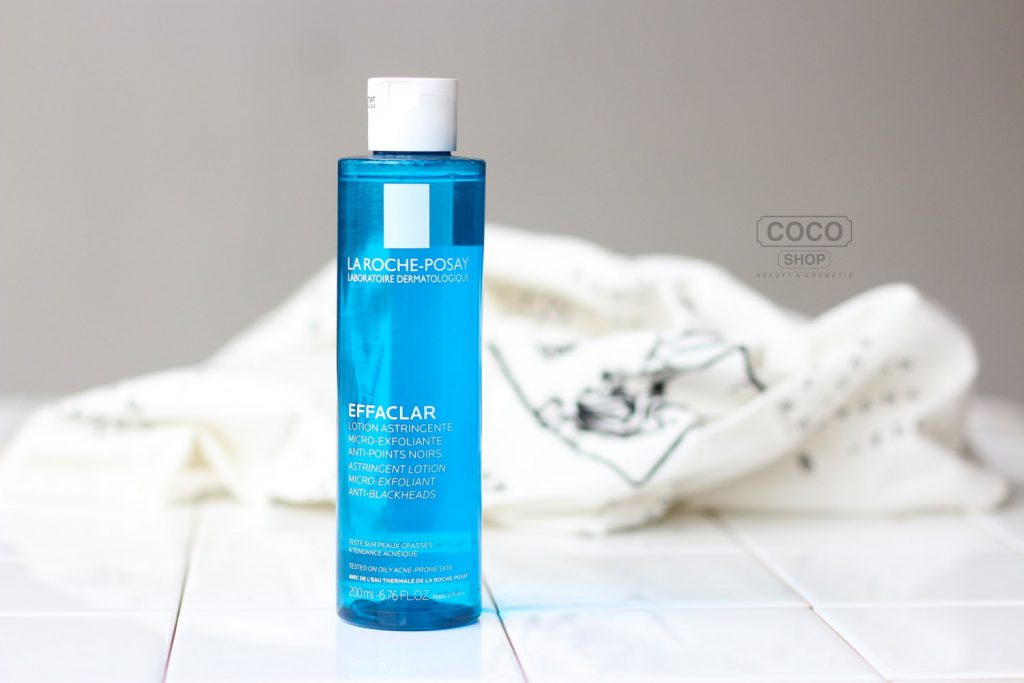 LA ROCHE-POSAY
LABORATOIRE DERMATOLOGIQUE
EFFACLAR
LOTION ASTRINGENTE
MICRO-EXFOLIANTE
ANTI-POINTS NOIRS
ASTRINGENT LOTION
MICRO-EXFOLIANT
ANTI-BLACKHEADS
TESTÉ SUR PEAUX GRASSES
À TENDANCE ACNÉIQUE
TESTED ON OILY ACNE-PRONE SKIN
AVEC DE L'EAU THERMALE DE LA ROCHE-POSAY
200 ml - 6.76 FL.OZ. Made in France
COCO
SHOP
BEAUTY & COSMETIC